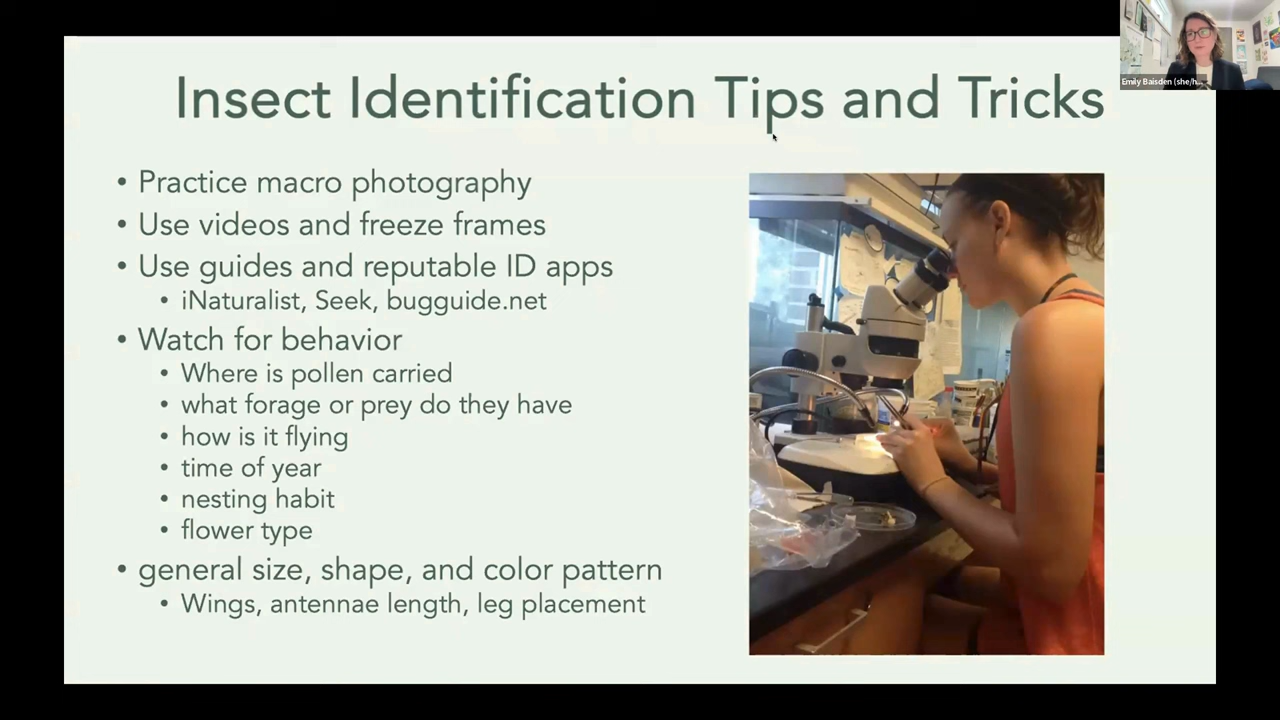 Insect Identification Tips and Tricks
• Practice macro photography
• Use videos and freeze frames
• Use guides and reputable ID apps
• iNaturalist, Seek, bugguide.net
• Watch for behavior
• Where is pollen carried
• what forage or prey do they have
• how is it flying
• time of year
• nesting habit
• flower type
• general size, shape, and color pattern
• Wings, antennae length, leg placement
Emily Baisden (she/h...